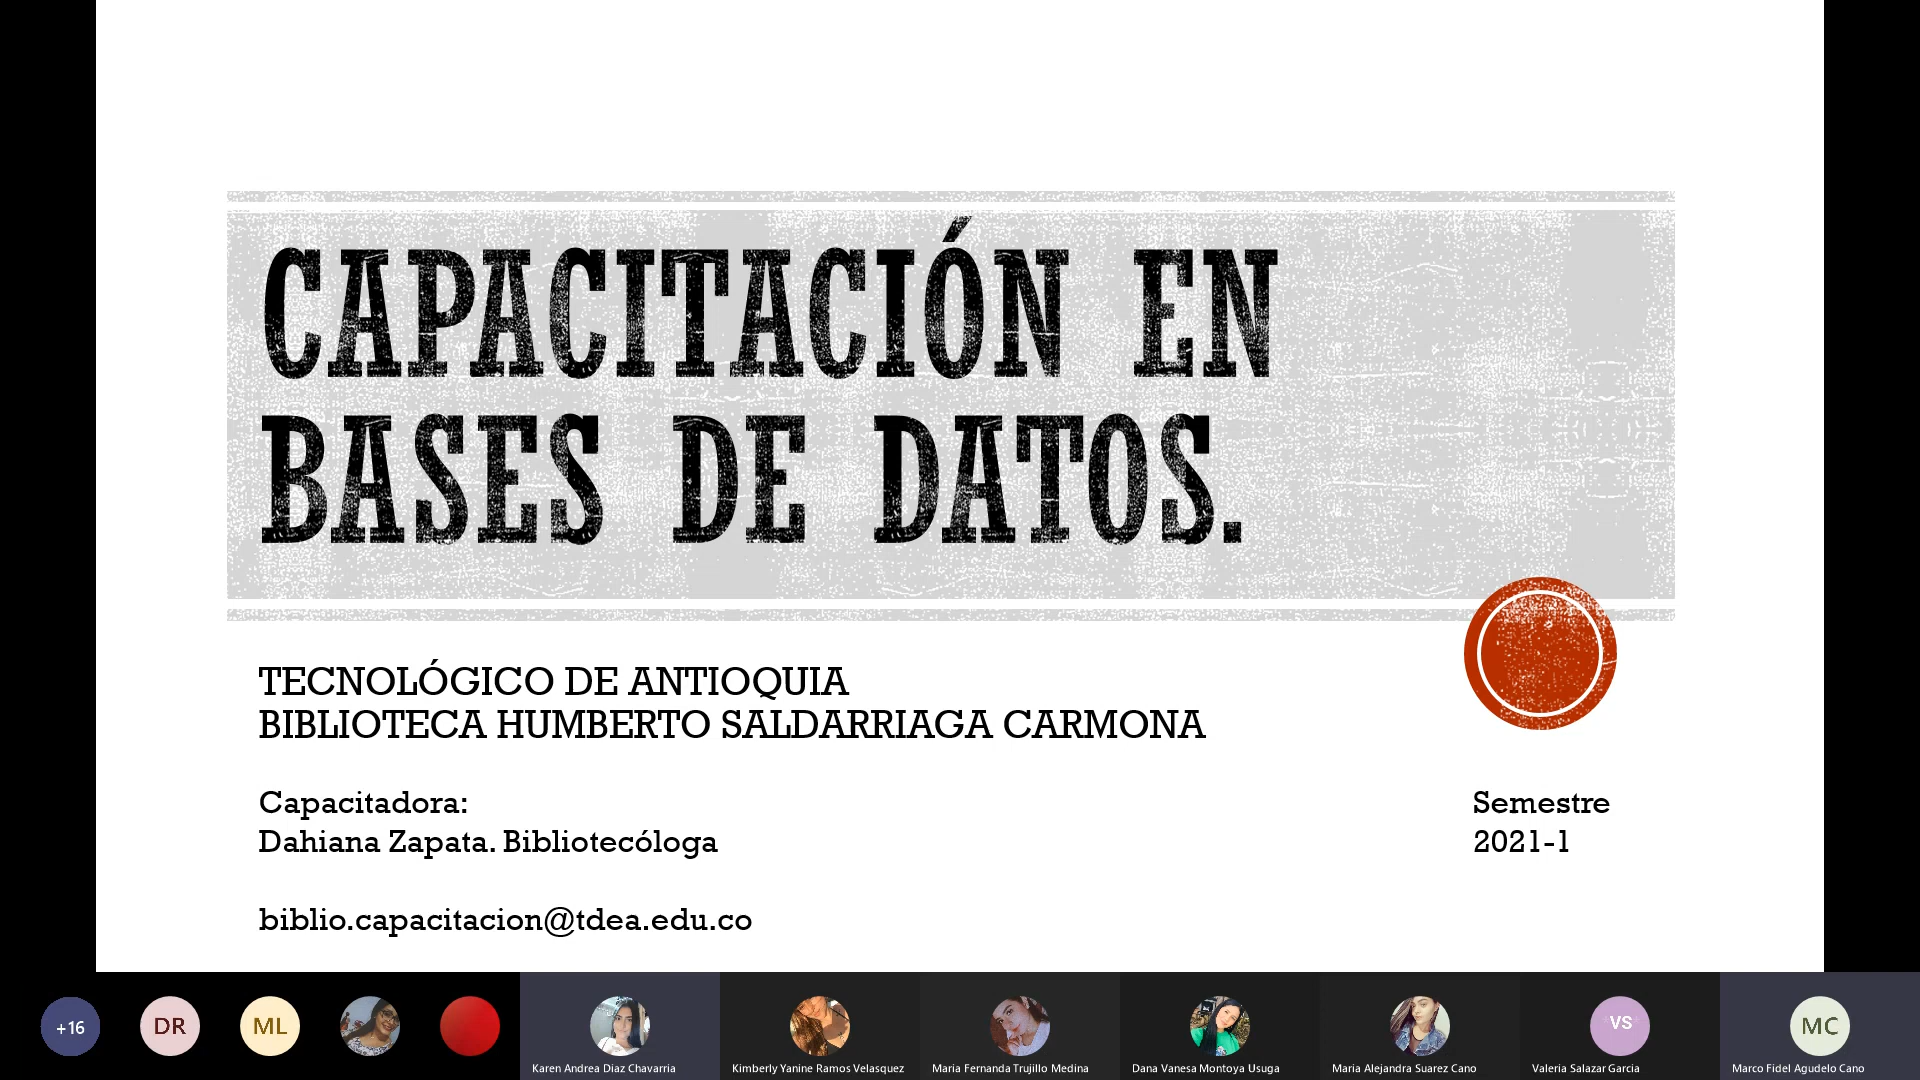 CAPACITACIÓN EN
BASES DE DATOS.
TECNOLÓGICO DE ANTIOQUIA
BIBLIOTECA HUMBERTO SALDARRIAGA CARMONA
Capacitadora:
Dahiana Zapata. Bibliotecóloga
biblio.capacitacion@tdea.edu.co
Semestre
2021-1
+16
DR
ML
Karen Andrea Diaz Chavarria
Kimberly Yanine Ramos Velasquez
Maria Fernanda Trujillo Medina
Dana Vanesa Montoya Usuga
Maria Alejandra Suarez Cano
VS
Valeria Salazar Garcia
MC
Marco Fidel Agudelo Cano